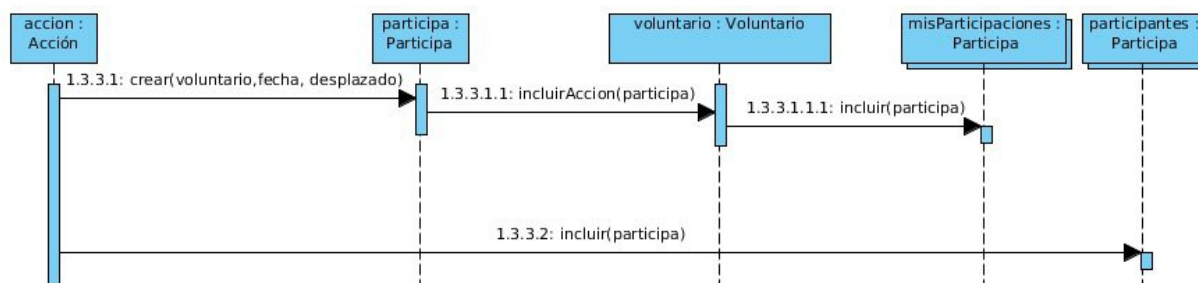 accion :
Acción
participa :
Participa
voluntario : Voluntario
misParticipaciones :
Participa
participantes :
Participa
1.3.3.1: crear(voluntario,fecha, desplazado)
1.3.3.1.1: incluirAccion(participa)
1.3.3.1.1.1: incluir(participa)
1.3.3.2: incluir(participa)